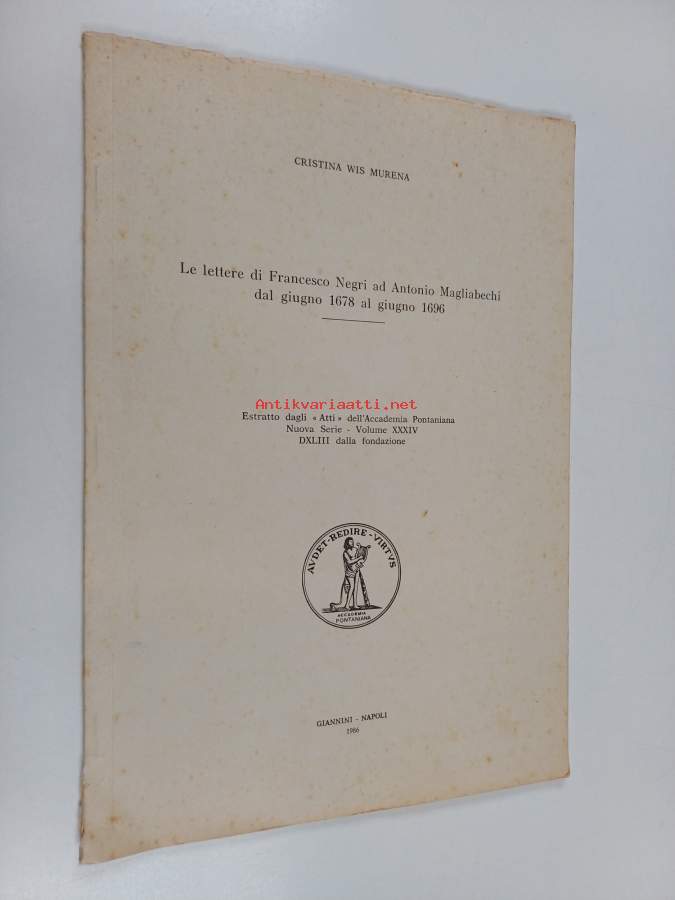 CRISTINA WIS MURENA
Le lettere di Francesco Negri ad Antonio Magliabechi
dal giugno 1678 al giugno 1696
Antikvariaatti.net
Estratto dagli « Atti » dell'Accademia Pontaniana
Nuova Serie - Volume XXXIV
DXLIII dalla fondazione
AVDET-REDIRE-VIRTVS
ACCADEMIA
PONTANIANA
GIANNINI - NAPOLI
1986